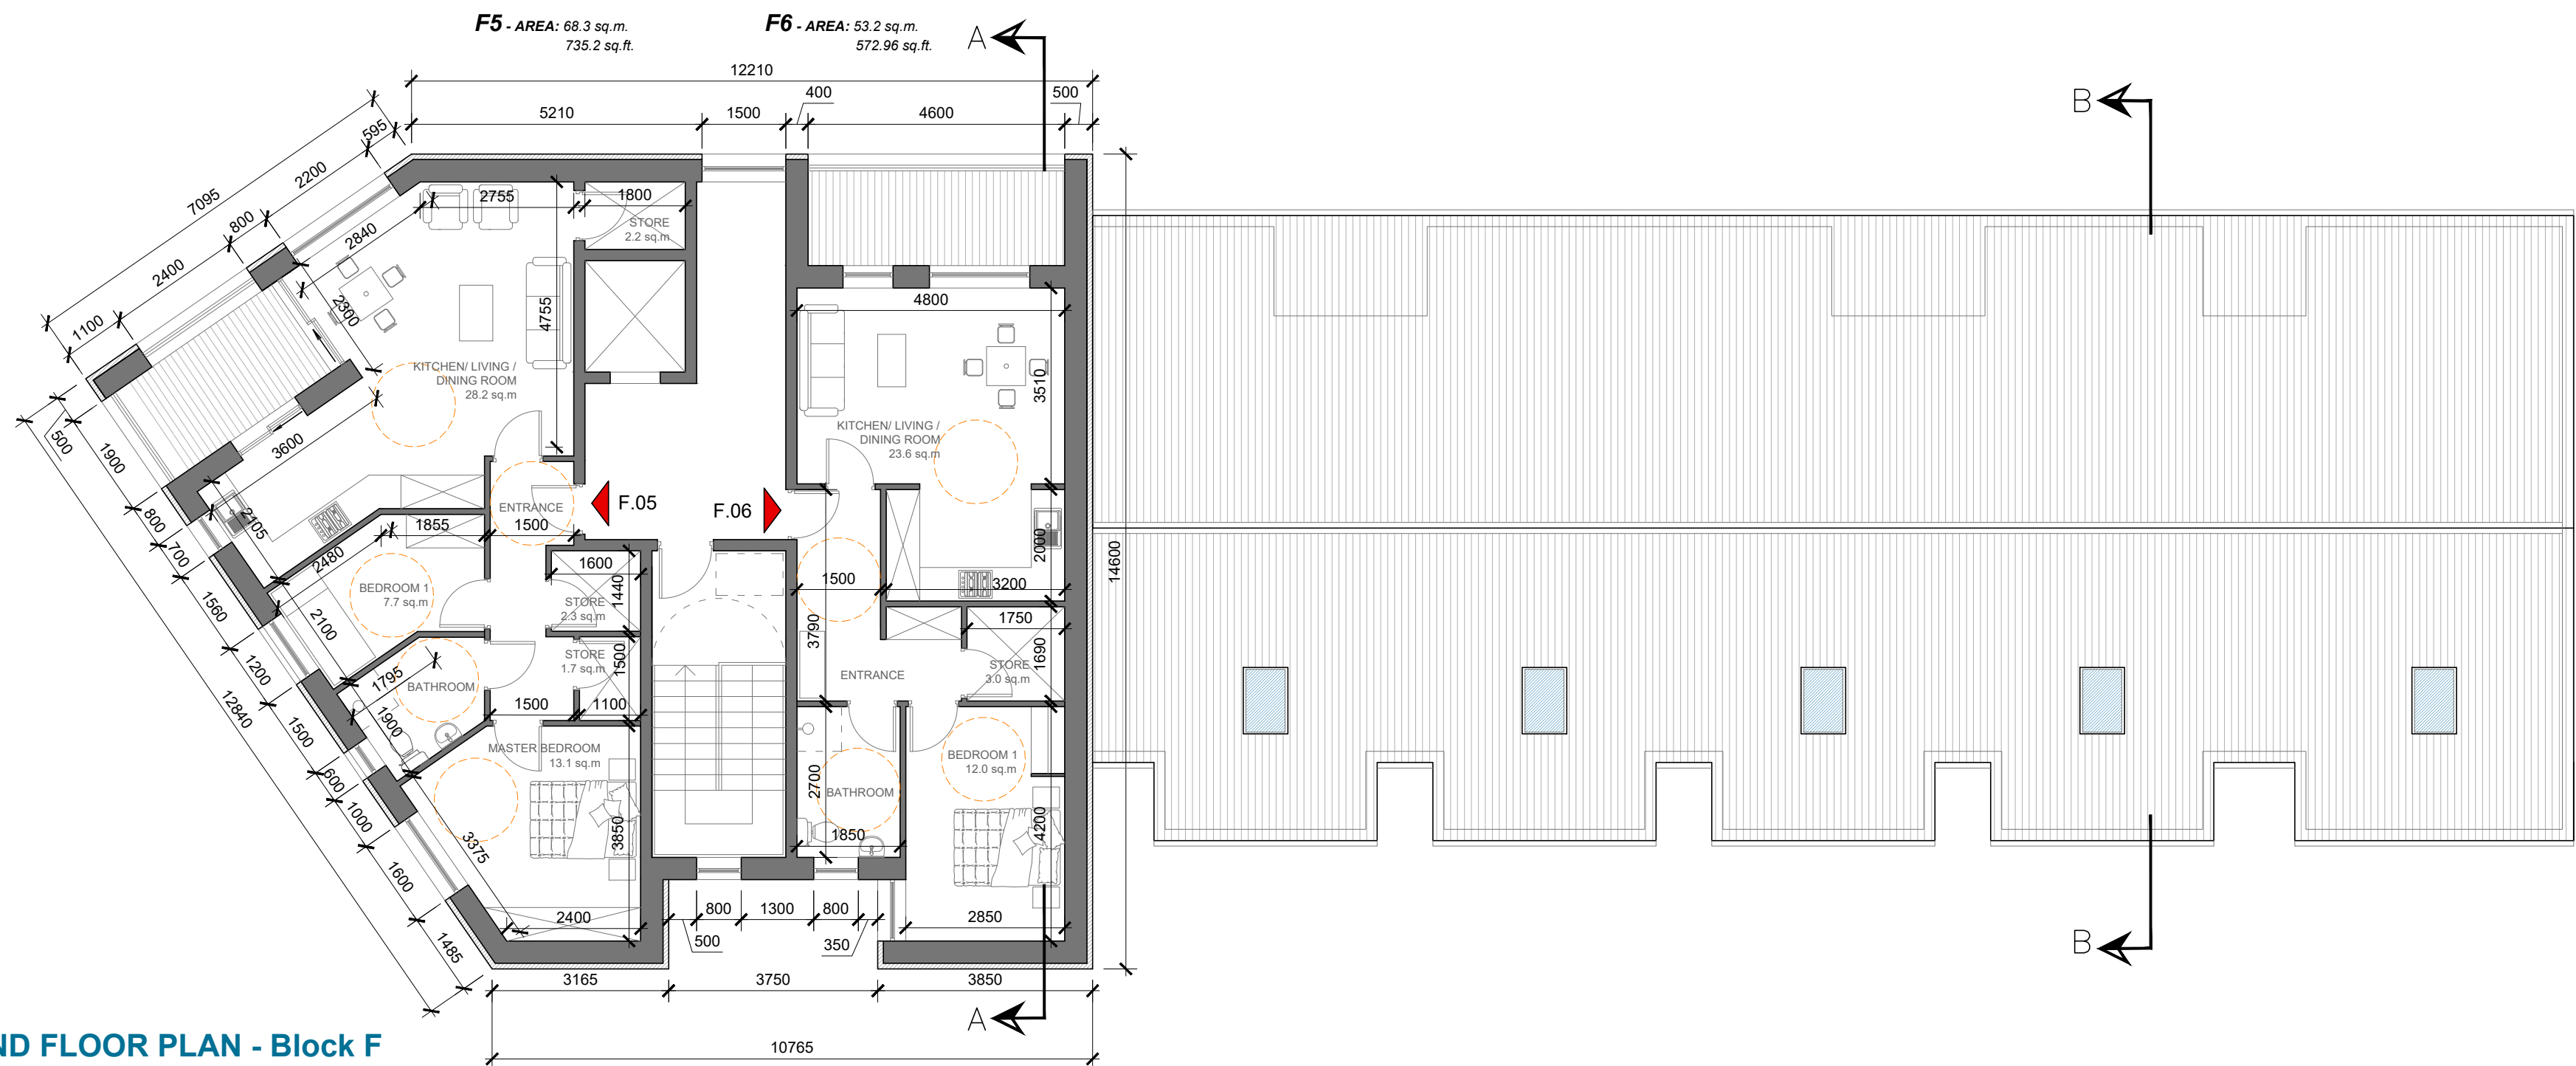 F5 - AREA: 68.3 sq.m.
735.2 sq.ft.
F6 - AREA: 53.2 sq.m.
572.96 sq.ft.
A
B
12210
5210
1500
400
4600
500
7095
595
2200
800
2400
1100
2840
2755
1800
STORE
2.2 sq.m
2300
4755
KITCHEN/ LIVING /
DINING ROOM
28.2 sq.m
3600
4800
3510
KITCHEN/ LIVING /
DINING ROOM
23.6 sq.m
500
1900
800
700
1560
1200
1500
600
1000
1600
1485
12840
ENTRANCE
1500
F.05
F.06
2105
1855
2480
BEDROOM 1
7.7 sq.m
2100
1600
1440
STORE
2.3 sq.m
STORE
1.7 sq.m
1500
1795
BATHROOM
1900
1500
1100
MASTER BEDROOM
13.1 sq.m
3850
3375
2400
1500
2000
3200
3790
1750
1690
ENTRANCE
STORE
3.0 sq.m
14600
BEDROOM 1
12.0 sq.m
2700
BATHROOM
1850
4200
2850
800
1300
800
500
350
3165
3750
3850
10765
A
B
ND FLOOR PLAN - Block F